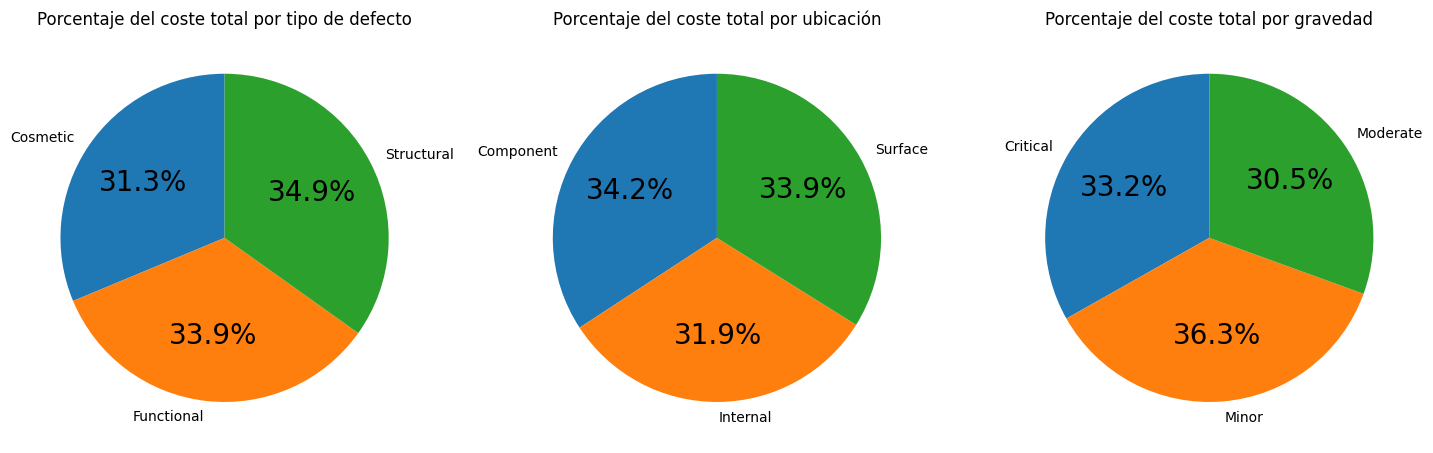 Porcentaje del coste total por tipo de defecto
Cosmetic
31.3%
Structural
34.9%
33.9%
Functional
Porcentaje del coste total por ubicación
Component
34.2%
Surface
33.9%
31.9%
Internal
Porcentaje del coste total por gravedad
Critical
33.2%
Moderate
30.5%
36.3%
Minor